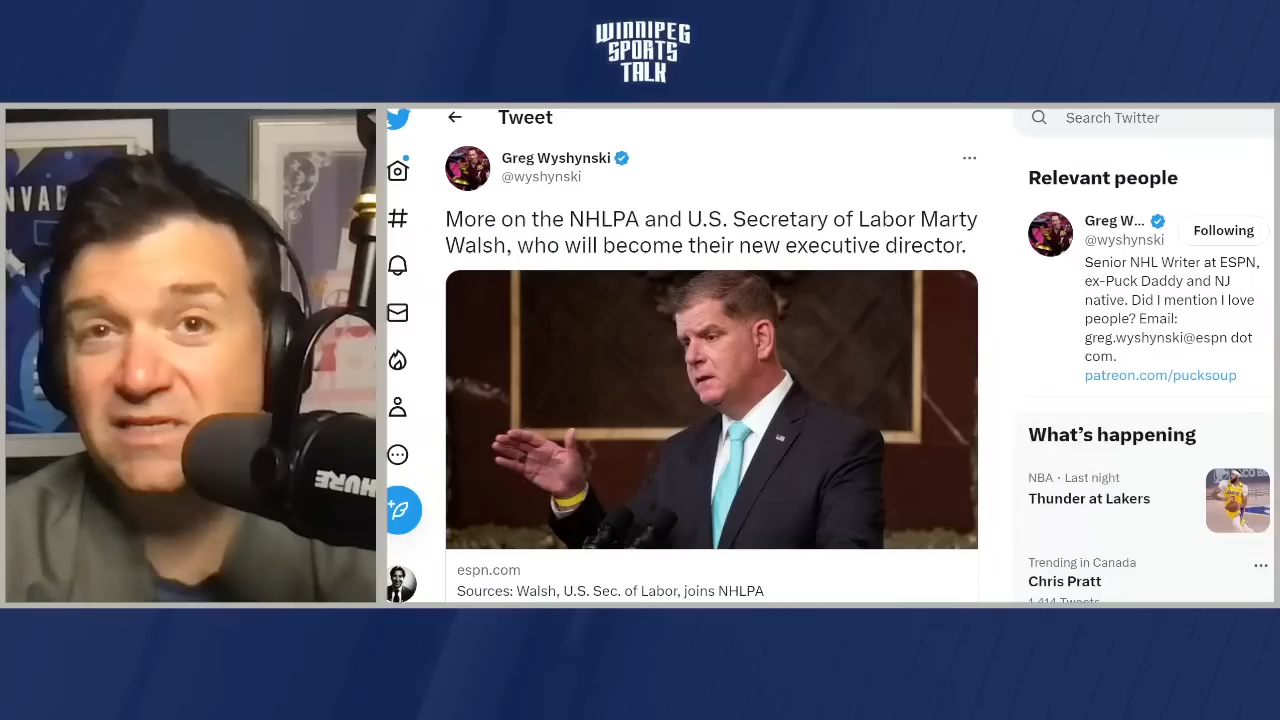 WINNIPEG
SPORTS
TALK
NVAD
SHURE
Tweet
Greg Wyshynski
@wyshynski
More on the NHLPA and U.S. Secretary of Labor Marty
Walsh, who will become their new executive director.
espn.com
Sources: Walsh, U.S. Sec. of Labor, joins NHLPA
Search Twitter
Relevant people
Greg W...
@wyshynski
Following
Senior NHL Writer at ESPN,
ex-Puck Daddy and NJ
native. Did I mention I love
people? Email:
greg.wyshynski@espn dot
com.
patreon.com/pucksoup
What's happening
NBA · Last night
Thunder at Lakers
Trending in Canada
Chris Pratt
1,414 Tweets